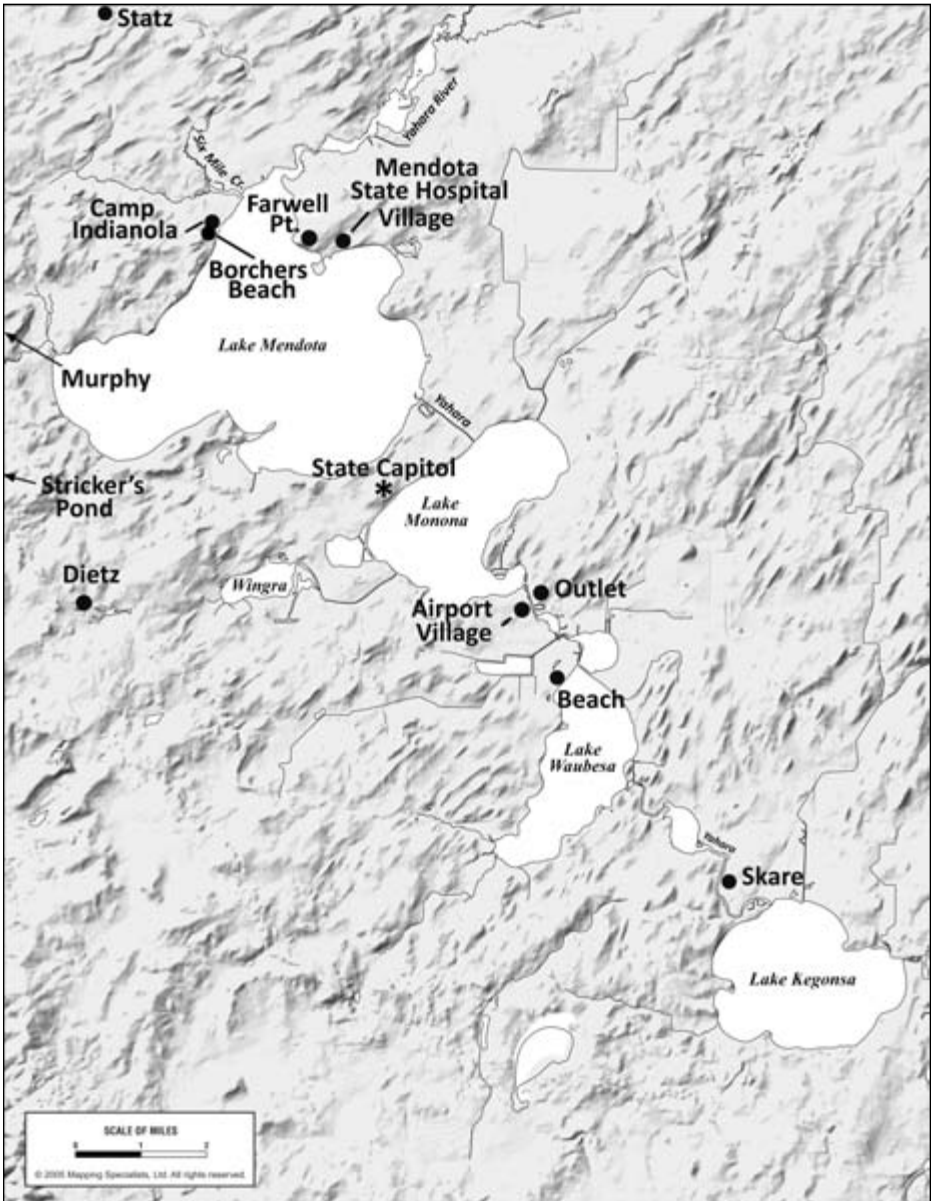 Statz
Yahara River
Six Mile Cr.
Mendota
State Hospital
Village
Farwell
Pt.
Camp
Indianola
Borchers
Beach
Lake Mendota
Murphy
Yahara
State Capitol
*
Stricker's
Pond
Lake
Monona
Dietz
Wingra
Outlet
Airport
Village
Beach
Lake
Waubesa
Yahara
Skare
Lake Kegonsa
SCALE OF MILES
0 1 2
© 2005 Mapping Specialists, Ltd. All rights reserved.